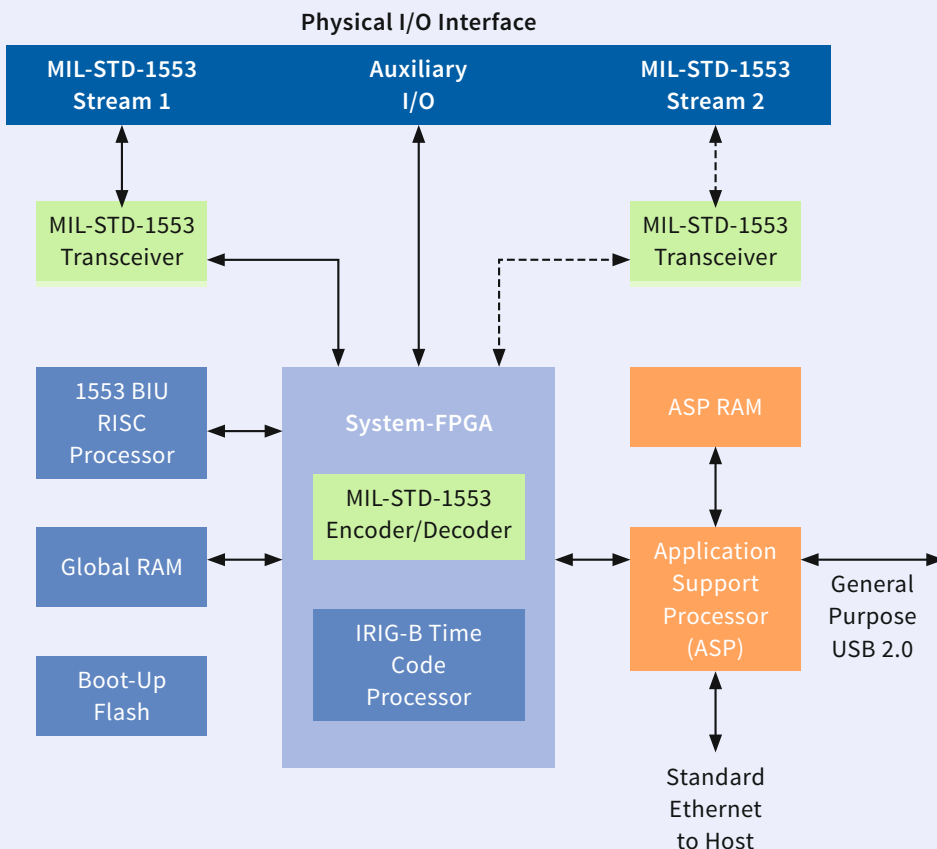 Physical I/O Interface
MIL-STD-1553
Stream 1
Auxiliary
I/O
MIL-STD-1553
Stream 2
MIL-STD-1553
Transceiver
MIL-STD-1553
Transceiver
1553 BIU
RISC
Processor
System-FPGA
ASP RAM
MIL-STD-1553
Encoder/Decoder
Global RAM
Application
Support
Processor
(ASP)
General
Purpose
USB 2.0
IRIG-B Time
Code
Processor
Boot-Up
Flash
Standard
Ethernet
to Host